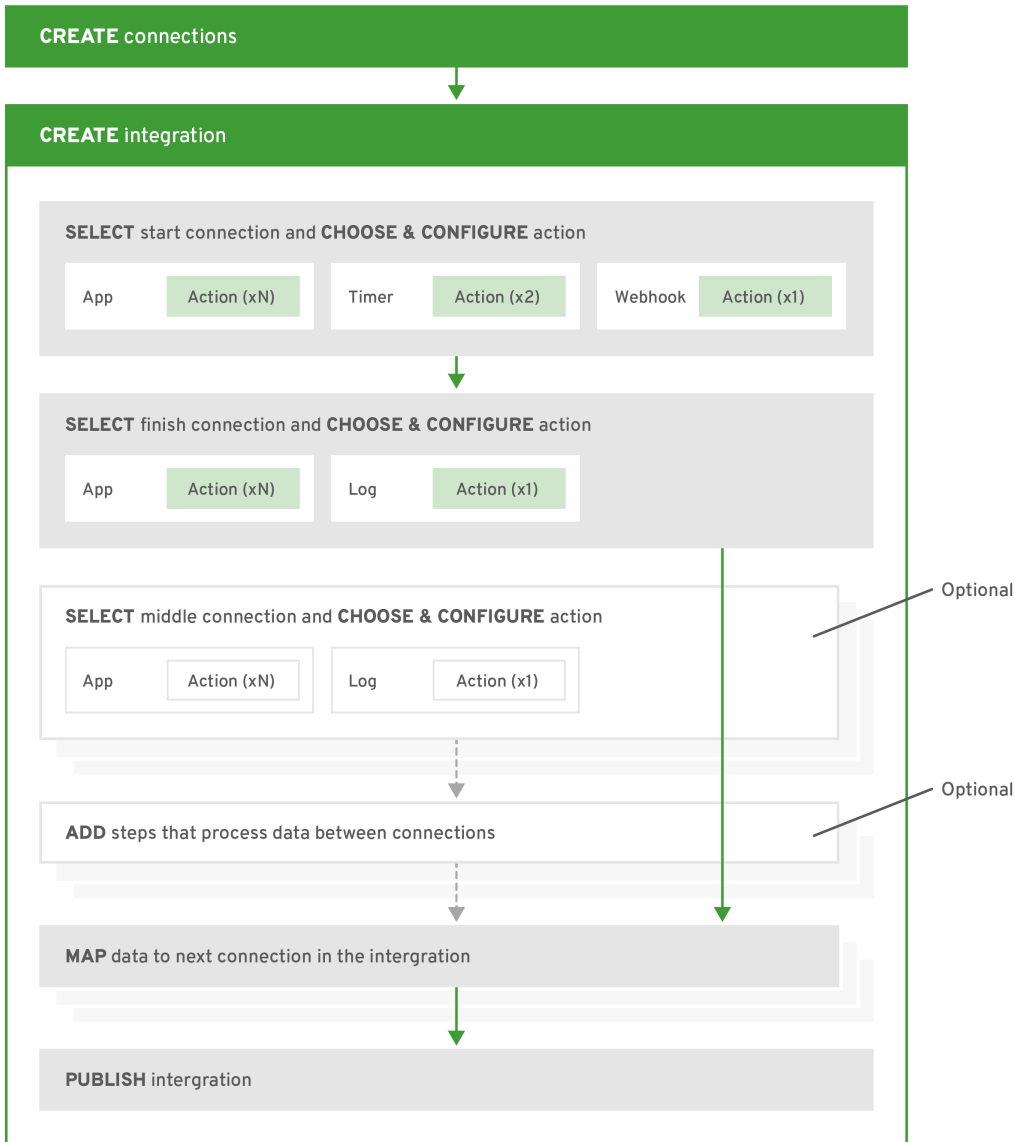 CREATE connections
CREATE integration
SELECT start connection and CHOOSE & CONFIGURE action
App Action (xN) Timer Action (x2) Webhook Action (x1)
SELECT finish connection and CHOOSE & CONFIGURE action
App Action (xN) Log Action (x1)
Optional
SELECT middle connection and CHOOSE & CONFIGURE action
App Action (xN) Log Action (x1)
Optional
ADD steps that process data between connections
MAP data to next connection in the intergration
PUBLISH intergration